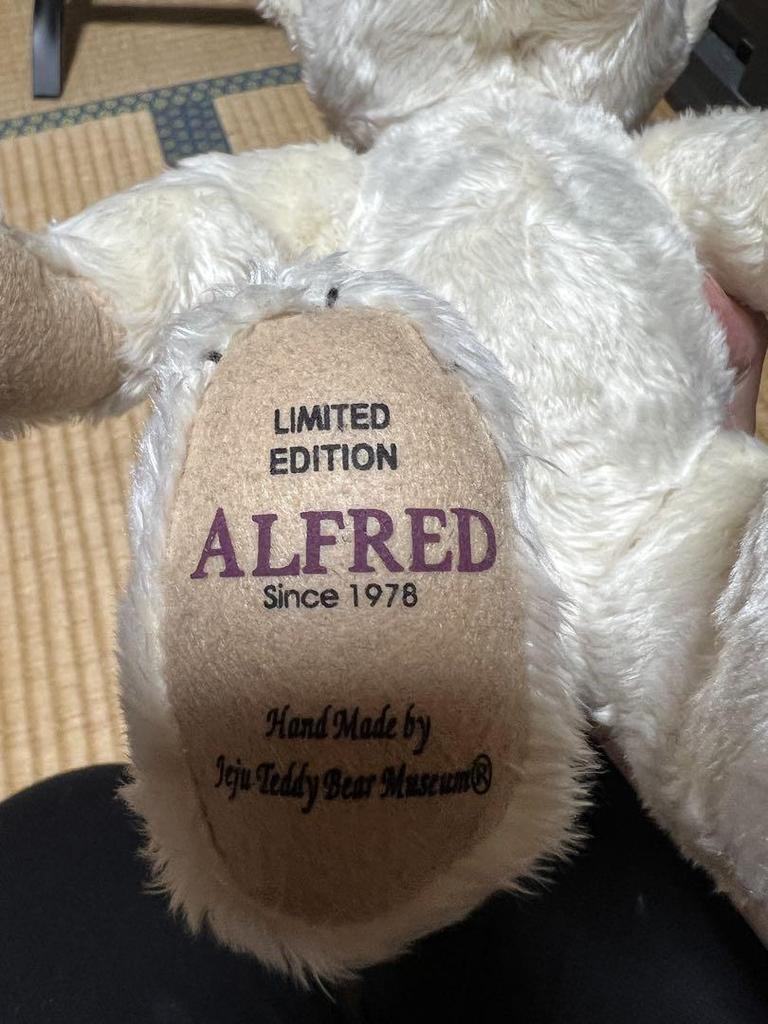 LIMITED
EDITION
ALFRED
Since 1978
Hand Made by
Jeju Teddy Bear Museum®